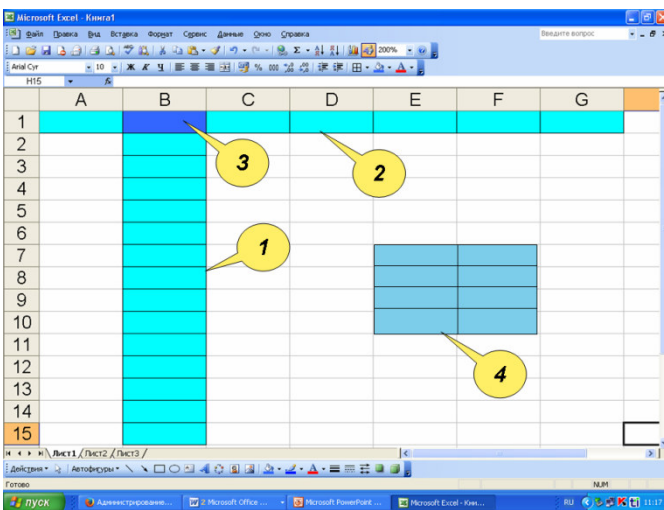 Microsoft Excel - Книга1
Файл Правка Вид Вставка Формат Сервис Данные Окно Справка Введите вопрос
200%
Arial Cyr 10 Ж К Ч % 000
H15 fx
A B C D E F G
1
2
3
4
5
6
7
8
9
10
11
12
13
14
15
3
2
1
4
Лист1 / Лист2 / Лист3 /
Действия Автофигуры
Готово NUM
пуск Администрирование... 2 Microsoft Office ... Microsoft PowerPoint ... Microsoft Excel - Кни... RU 11:17